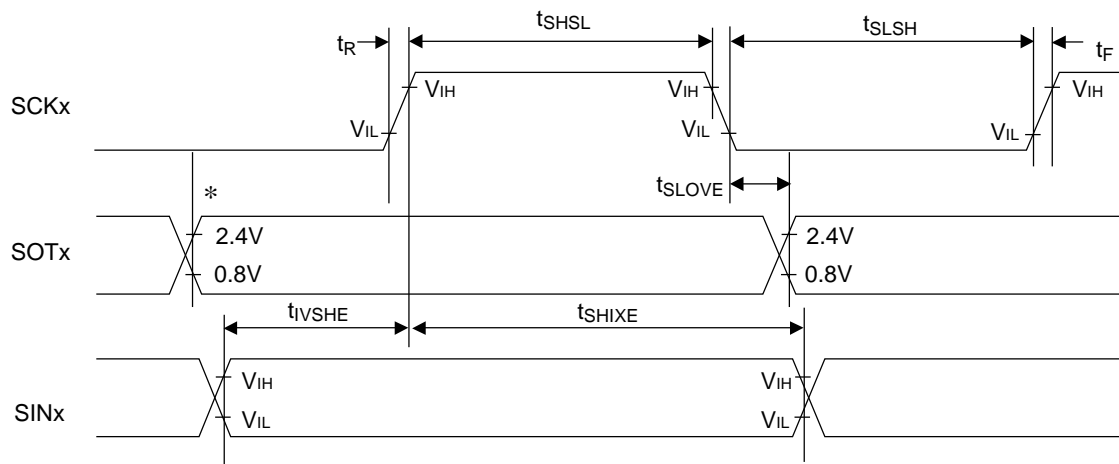 tSHSL
tSLSH
tR
tF
SCKx
VIH
VIH
VIH
VIL
VIL
VIL
tSLOVE
*
SOTx
2.4V
2.4V
0.8V
0.8V
tIVSHE
tSHIXE
SINx
VIH
VIH
VIL
VIL